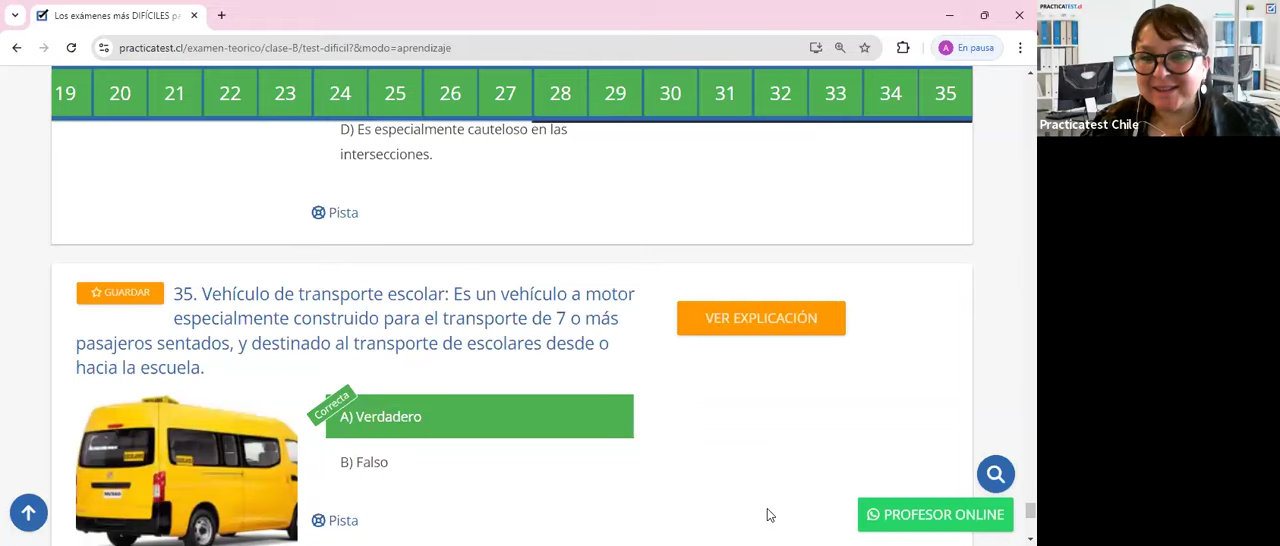 Los exámenes más DIFÍCILES pa
practicatest.cl/examen-teorico/clase-B/test-dificil?&modo=aprendizaje
A
En pausa
19 20 21 22 23 24 25 26 27 28 29 30 31 32 33 34 35
D) Es especialmente cauteloso en las
intersecciones.
Pista
GUARDAR
35. Vehículo de transporte escolar: Es un vehículo a motor
especialmente construido para el transporte de 7 o más
pasajeros sentados, y destinado al transporte de escolares desde o
hacia la escuela.
VER EXPLICACIÓN
Correcta
A) Verdadero
B) Falso
Pista
PROFESOR ONLINE
PRACTICATEST.cl
Practicatest Chile